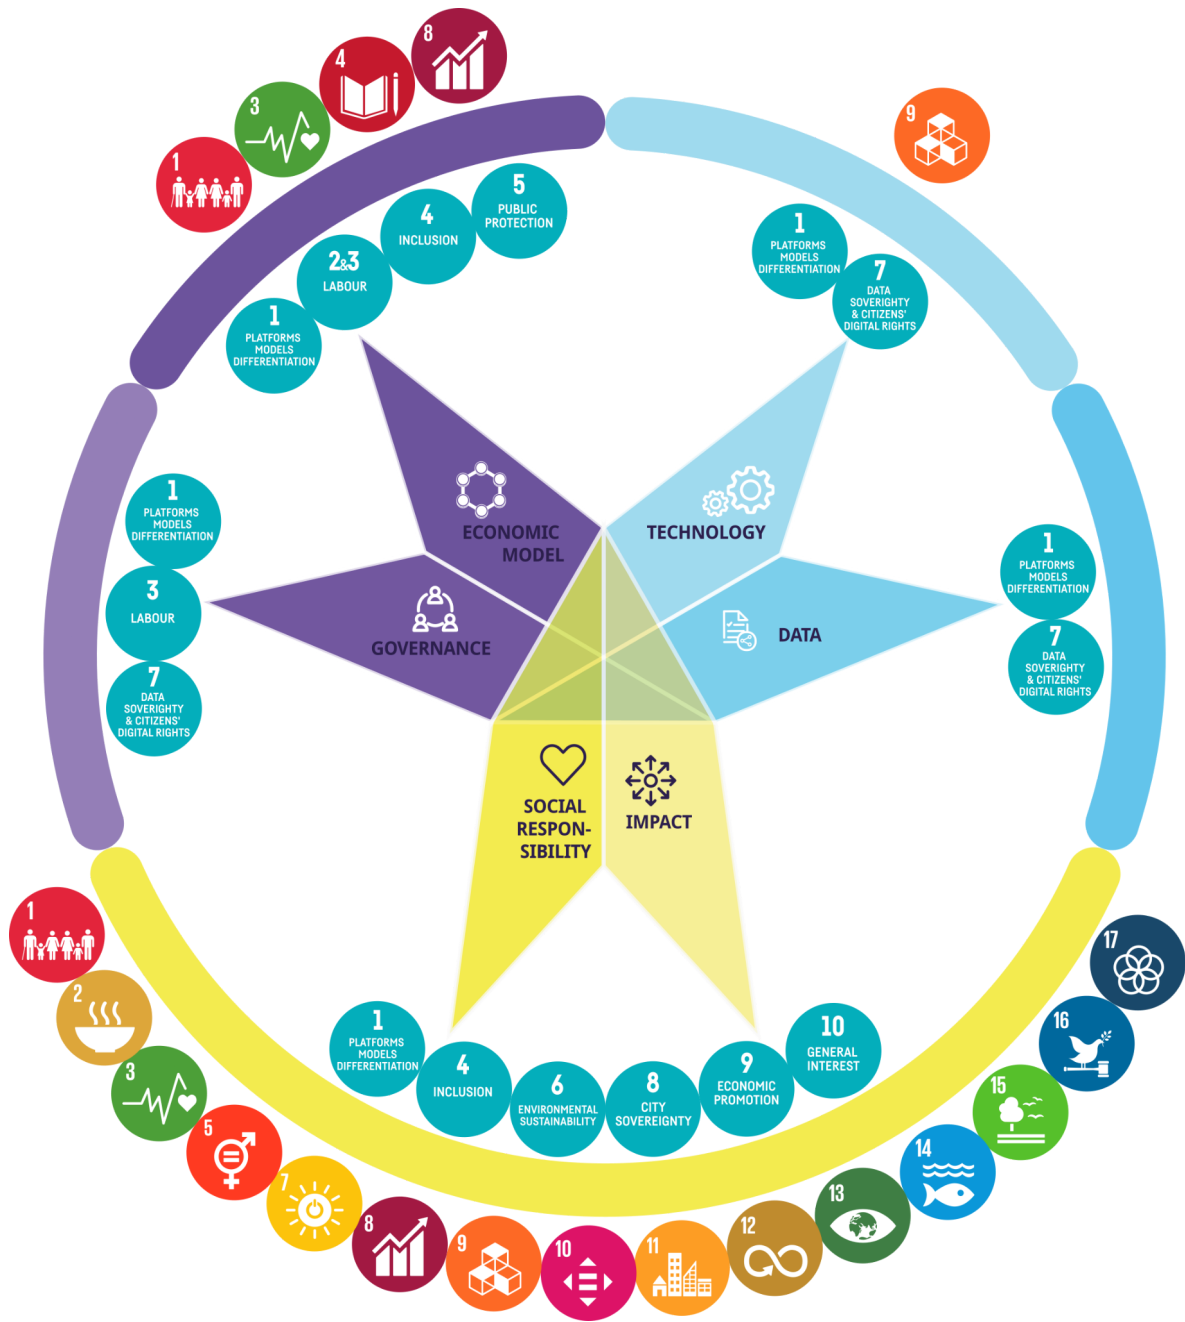 8
4
3
1
9
5
PUBLIC
PROTECTION
4
INCLUSION
2&3
LABOUR
1
PLATFORMS
MODELS
DIFFERENTIATION
1
PLATFORMS
MODELS
DIFFERENTIATION
7
DATA
SOVERIGHTY
& CITIZENS'
DIGITAL RIGHTS
ECONOMIC
MODEL
TECHNOLOGY
GOVERNANCE
DATA
SOCIAL
RESPON-
SIBILITY
IMPACT
1
PLATFORMS
MODELS
DIFFERENTIATION
3
LABOUR
7
DATA
SOVERIGHTY
& CITIZENS'
DIGITAL RIGHTS
1
PLATFORMS
MODELS
DIFFERENTIATION
7
DATA
SOVERIGHTY
& CITIZENS'
DIGITAL RIGHTS
1
PLATFORMS
MODELS
DIFFERENTIATION
4
INCLUSION
6
ENVIRONMENTAL
SUSTAINABILITY
8
CITY
SOVEREIGNTY
9
ECONOMIC
PROMOTION
10
GENERAL
INTEREST
1
2
3
5
7
8
9
10
11
12
13
14
15
16
17